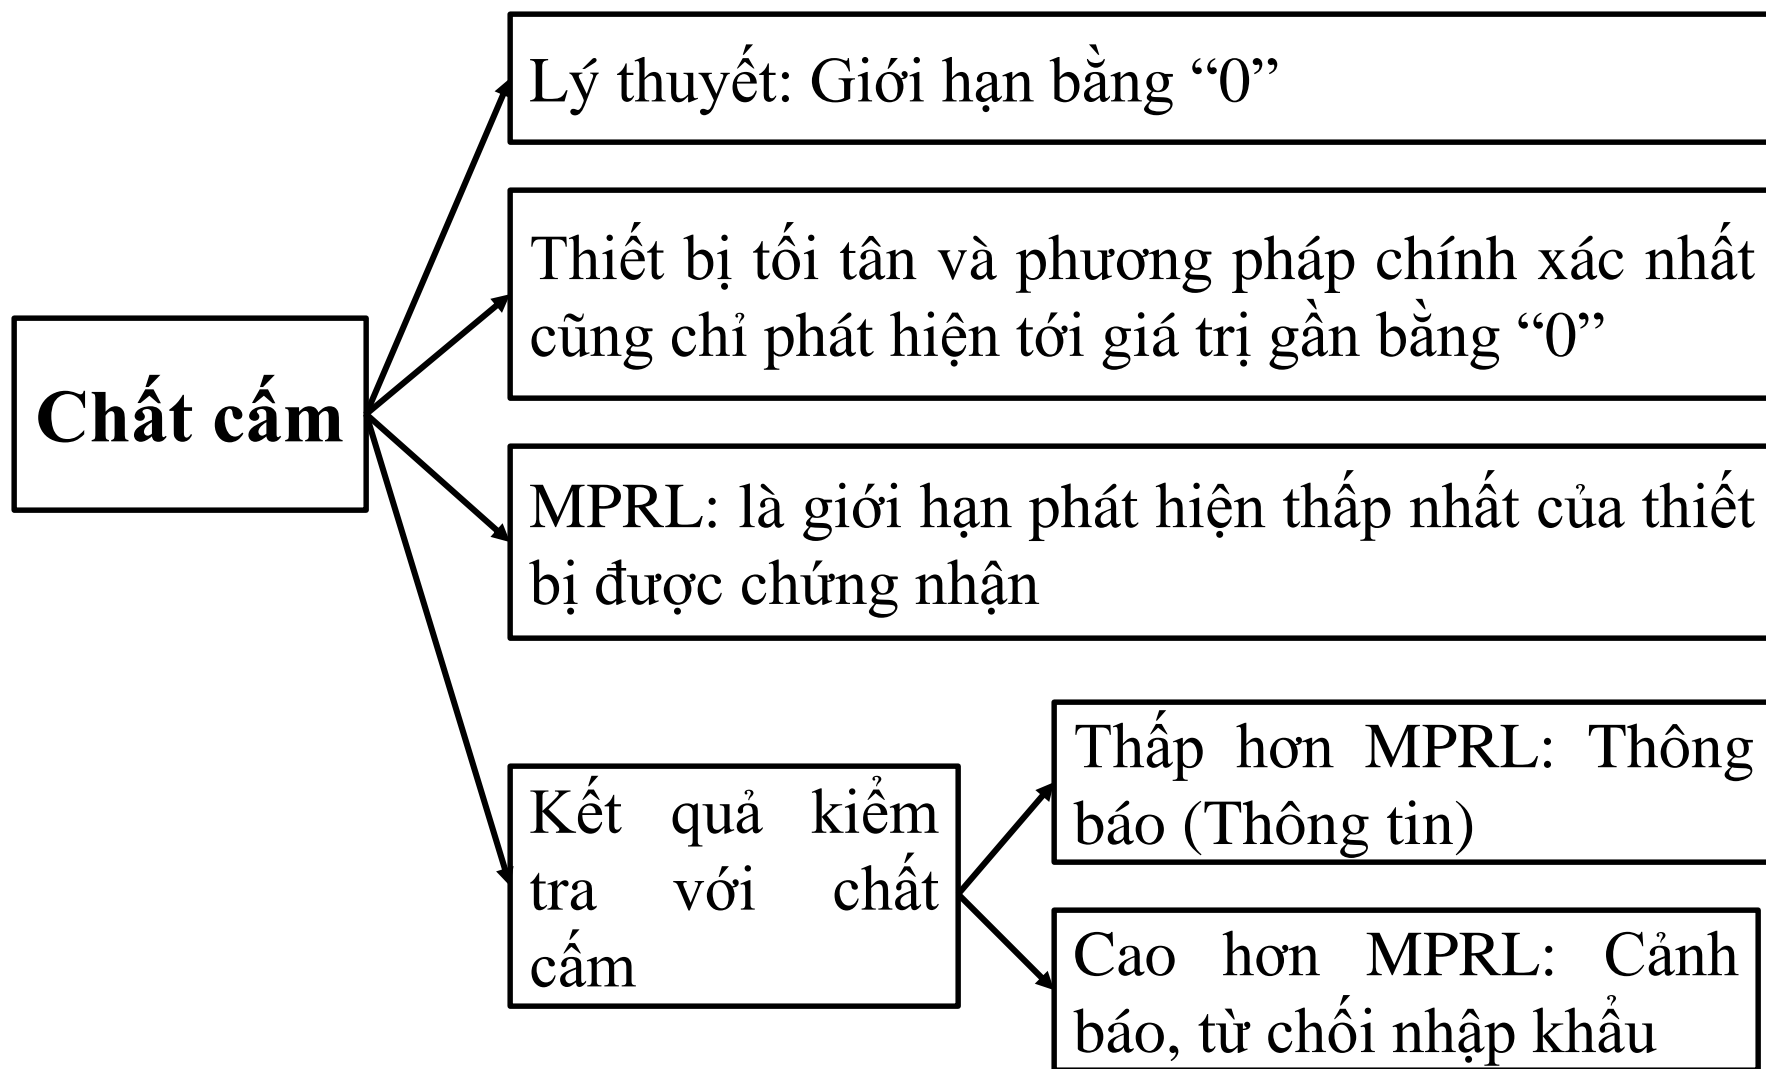 Lý thuyết: Giới hạn bằng “0”
Thiết bị tối tân và phương pháp chính xác nhất
cũng chỉ phát hiện tới giá trị gần bằng “0”
Chất cấm
MPRL: là giới hạn phát hiện thấp nhất của thiết
bị được chứng nhận
Kết quả kiểm
tra với chất
cấm
Thấp hơn MPRL: Thông
báo (Thông tin)
Cao hơn MPRL: Cảnh
báo, từ chối nhập khẩu